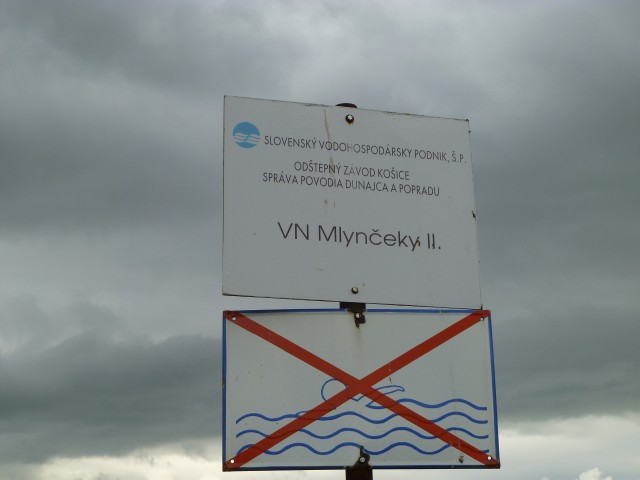 SLOVENSKÝ VODOHOSPODÁRSKY PODNIK, Š.P.
ODŠTEPNÝ ZÁVOD KOŠICE
SPRÁVA POVODIA DUNAJCA A POPRADU
VN Mlynčeky II.